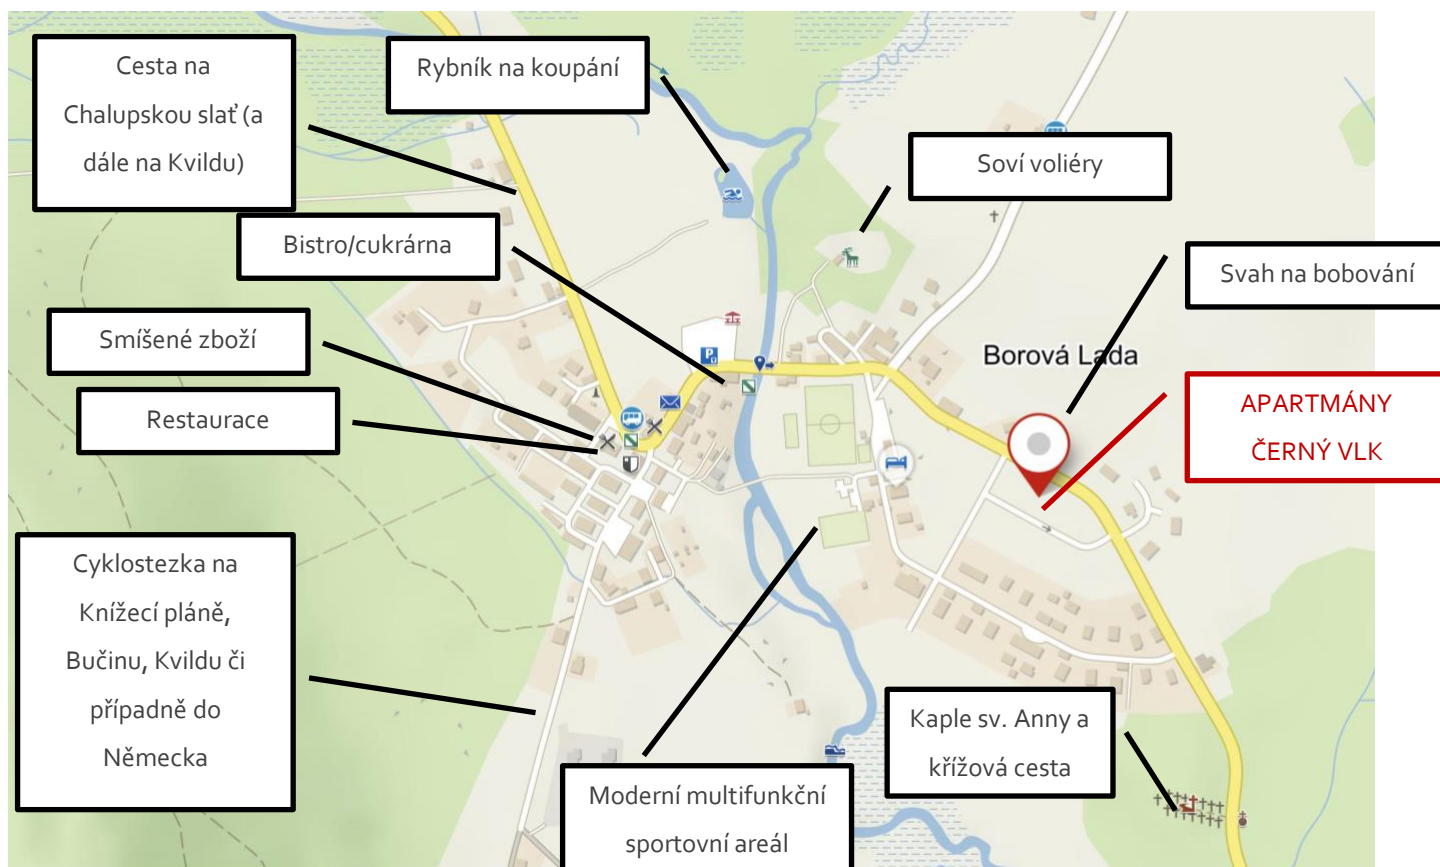 Cesta na
Chalupskou slať (a
dále na Kvildu)
Rybník na koupání
Soví voliéry
Bistro/cukrárna
Svah na bobování
Smíšené zboží
Borová Lada
Restaurace
APARTMÁNY
ČERNÝ VLK
Cyklostezka na
Knížecí pláně,
Bučinu, Kvildu či
případně do
Německa
Kaple sv. Anny a
křížová cesta
Moderní multifunkční
sportovní areál
P